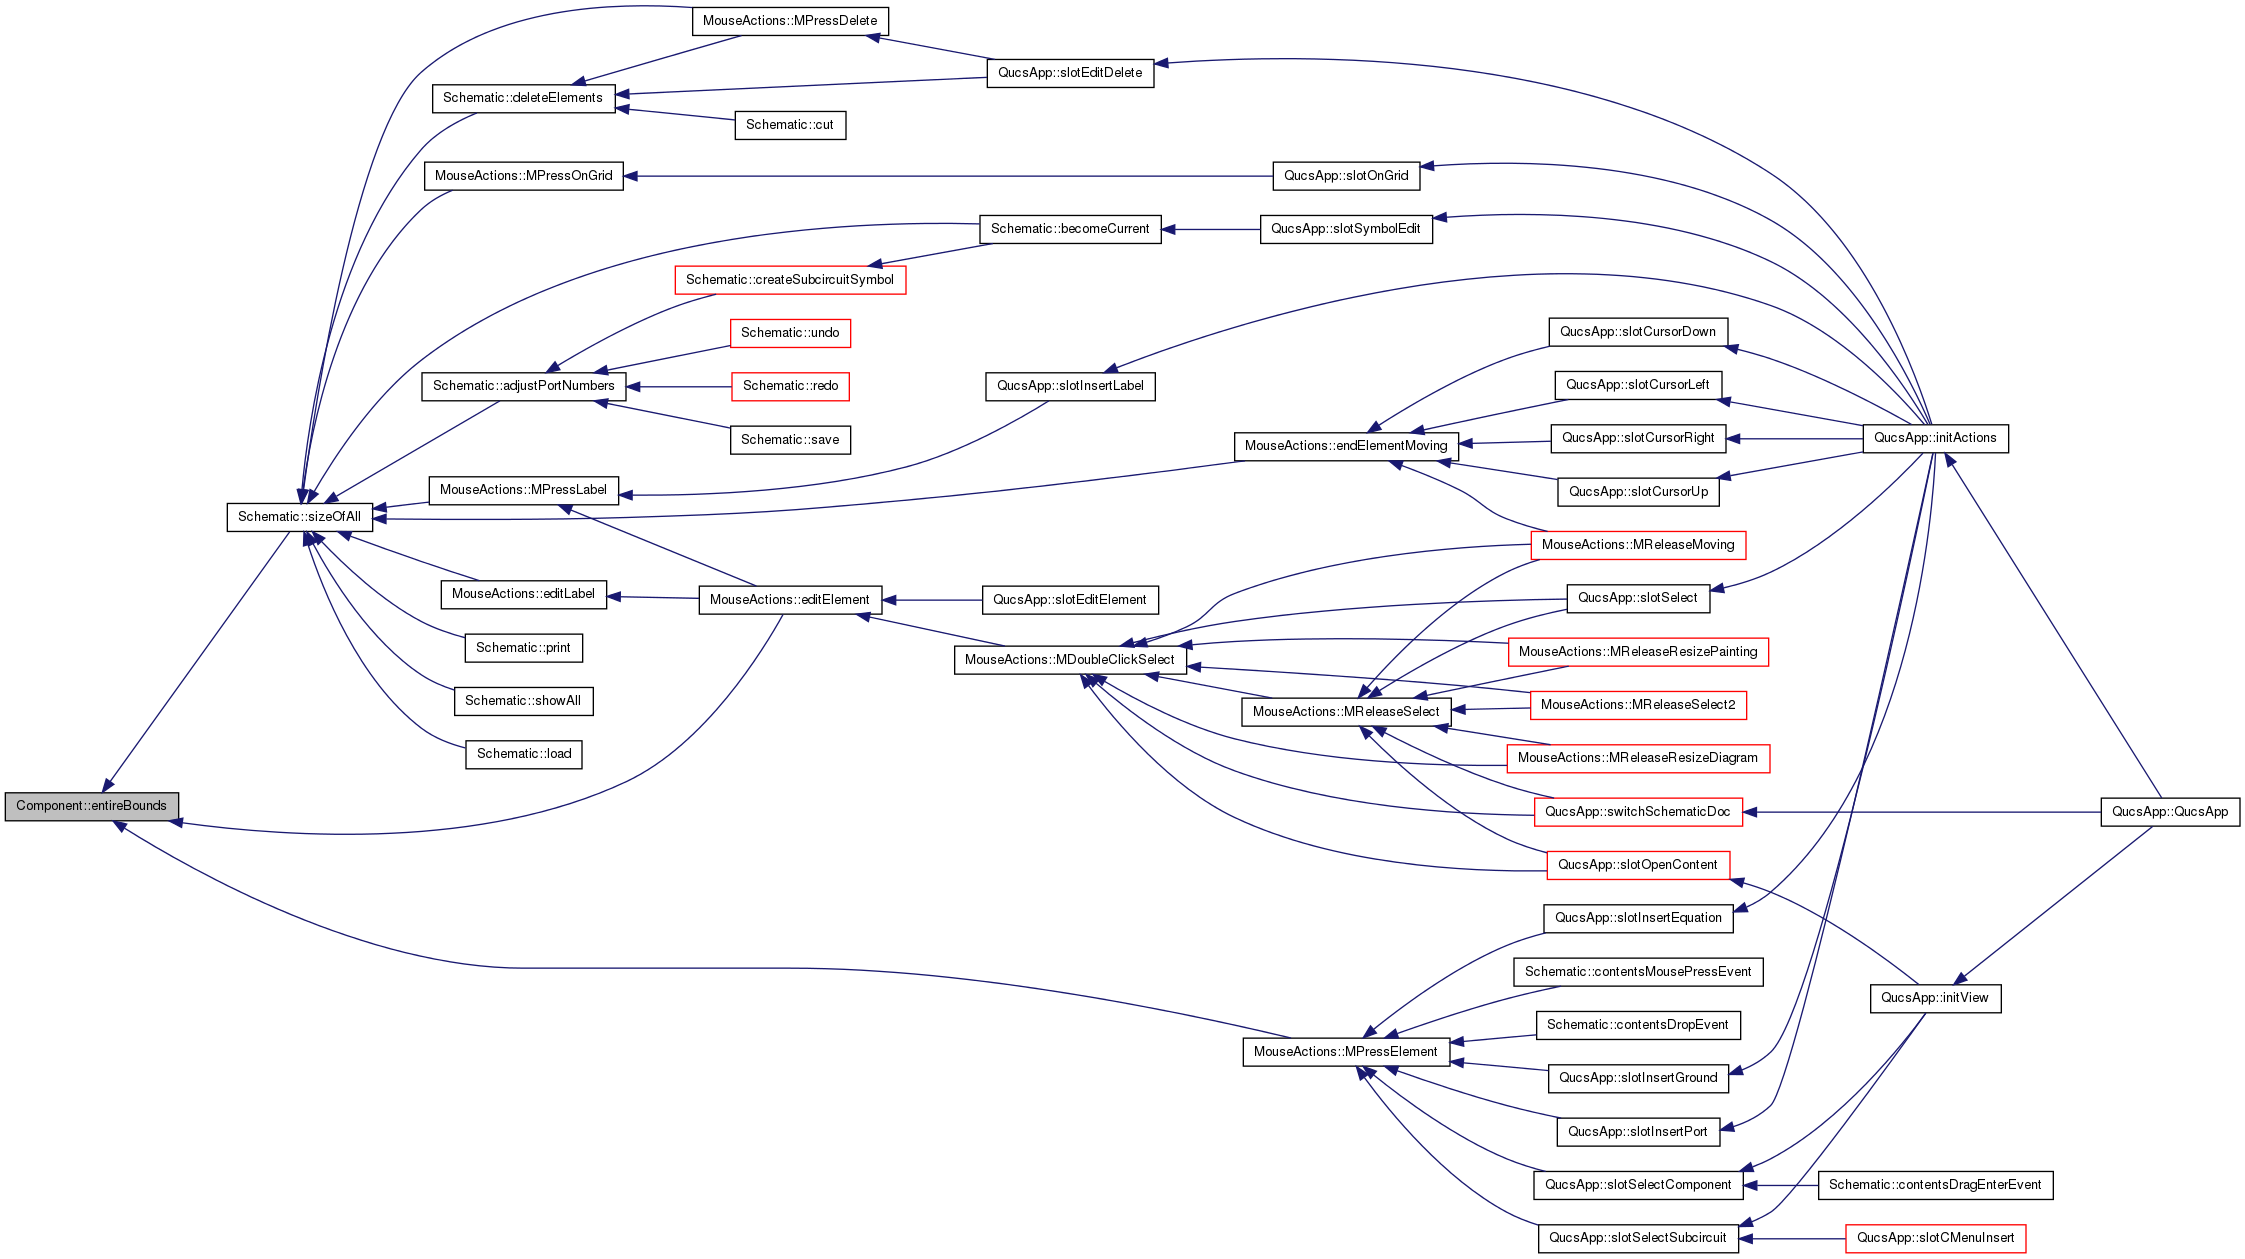 MouseActions::MPressDelete
QucsApp::slotEditDelete
Schematic::deleteElements
Schematic::cut
MouseActions::MPressOnGrid
QucsApp::slotOnGrid
Schematic::becomeCurrent
QucsApp::slotSymbolEdit
Schematic::createSubcircuitSymbol
Schematic::undo
QucsApp::slotCursorDown
Schematic::adjustPortNumbers
Schematic::redo
QucsApp::slotInsertLabel
QucsApp::slotCursorLeft
Schematic::save
MouseActions::endElementMoving
QucsApp::slotCursorRight
QucsApp::initActions
MouseActions::MPressLabel
QucsApp::slotCursorUp
Schematic::sizeOfAll
MouseActions::MReleaseMoving
MouseActions::editLabel
MouseActions::editElement
QucsApp::slotEditElement
QucsApp::slotSelect
Schematic::print
MouseActions::MDoubleClickSelect
MouseActions::MReleaseResizePainting
Schematic::showAll
MouseActions::MReleaseSelect
MouseActions::MReleaseSelect2
Schematic::load
MouseActions::MReleaseResizeDiagram
Component::entireBounds
QucsApp::switchSchematicDoc
QucsApp::QucsApp
QucsApp::slotOpenContent
QucsApp::slotInsertEquation
Schematic::contentsMousePressEvent
QucsApp::initView
Schematic::contentsDropEvent
MouseActions::MPressElement
QucsApp::slotInsertGround
QucsApp::slotInsertPort
QucsApp::slotSelectComponent
Schematic::contentsDragEnterEvent
QucsApp::slotSelectSubcircuit
QucsApp::slotCMenuInsert